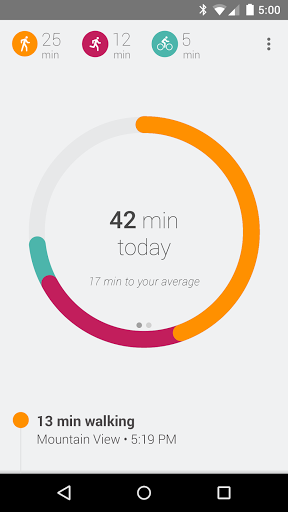 5:00
25 min
12 min
5 min
42 min
today
17 min to your average
13 min walking
Mountain View • 5:19 PM